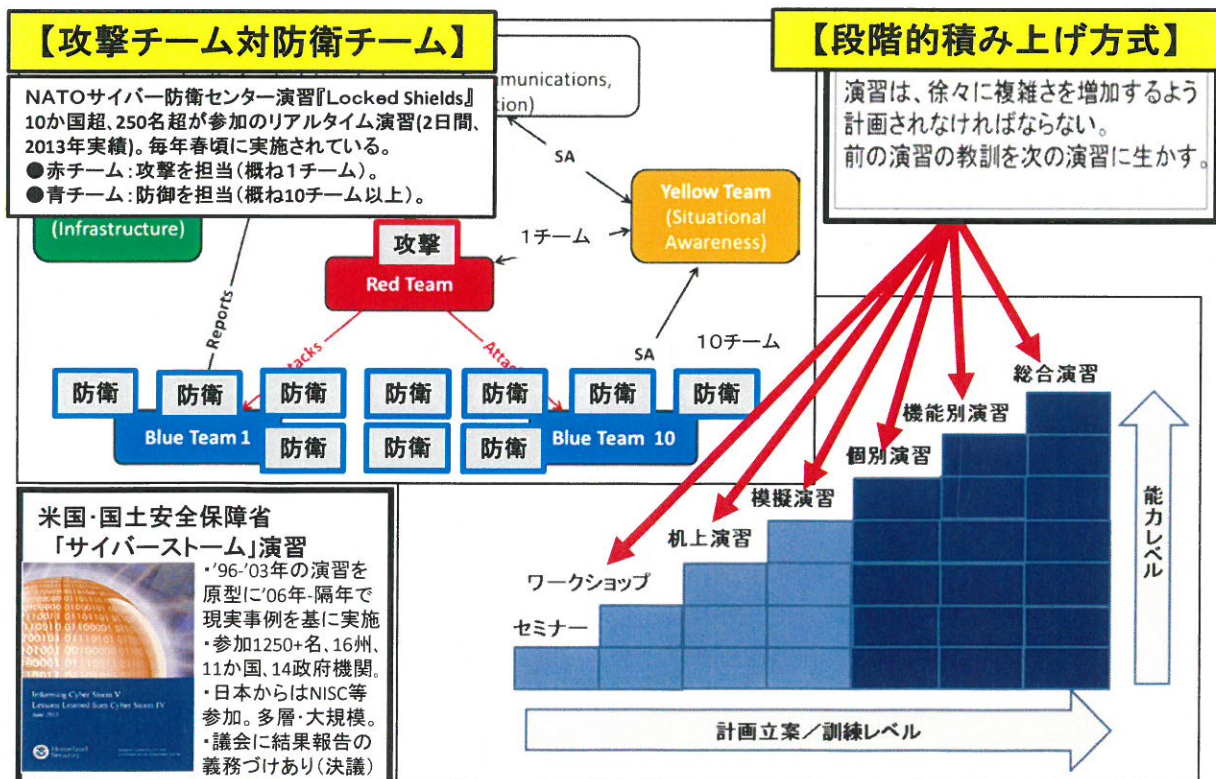 【攻撃チーム対防衛チーム】
NATOサイバー防衛センター演習『Locked Shields』
10か国超、250名超が参加のリアルタイム演習(2日間、
2013年実績)。毎年春頃に実施されている。
●赤チーム:攻撃を担当(概ね1チーム)。
●青チーム:防御を担当(概ね10チーム以上)。
(Infrastructure)
SA
Yellow Team
(Situational
Awareness)
1チーム
攻撃
Red Team
Reports
SA
10チーム
防衛
防衛
防衛
防衛
防衛
防衛
防衛
Blue Team 1
防衛
防衛
防衛
Blue Team 10
【段階的積み上げ方式】
演習は、徐々に複雑さを増加するよう
計画されなければならない。
前の演習の教訓を次の演習に生かす。
総合演習
機能別演習
個別演習
模擬演習
机上演習
ワークショップ
セミナー
能力レベル
計画立案/訓練レベル
米国・国土安全保障省
「サイバーストーム」演習
・'96-'03年の演習を
原型に'06年-隔年で
現実事例を基に実施
・参加1250+名、16州、
11か国、14政府機関。
・日本からはNISC等
参加。多層・大規模。
・議会に結果報告の
義務づけあり(決議)
Informing Cyber Storm V
Lessons Learned from Cyber Storm IV
Homeland
Security